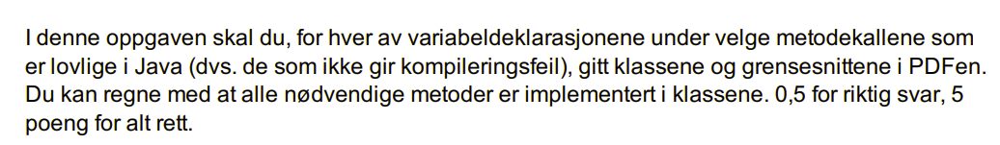 I denne oppgaven skal du, for hver av variabeldeklarasjonene under velge metodekallene som
er lovlige i Java (dvs. de som ikke gir kompileringsfeil), gitt klassene og grensesnittene i PDFen.
Du kan regne med at alle nødvendige metoder er implementert i klassene. 0,5 for riktig svar, 5
poeng for alt rett.